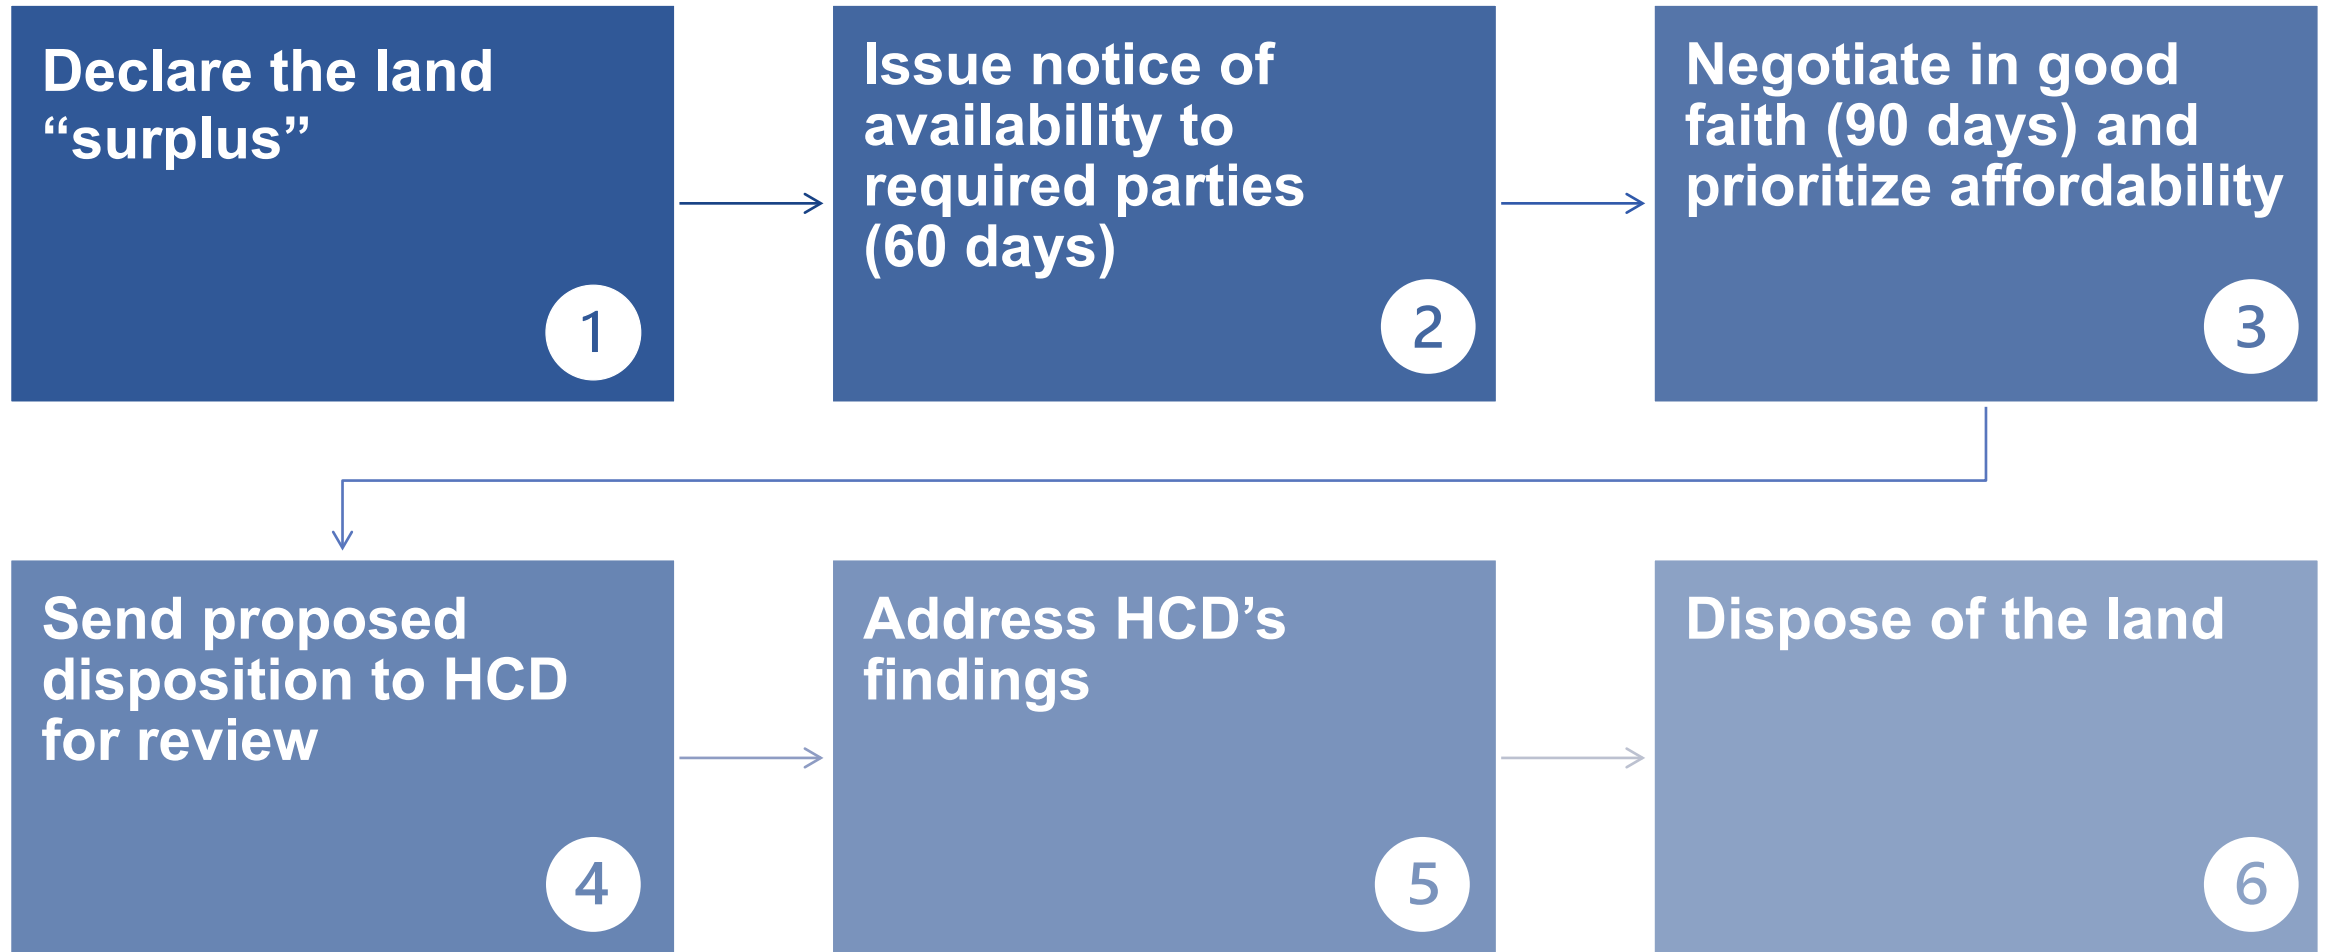 Declare the land
“surplus”
1
Issue notice of
availability to
required parties
(60 days)
2
Negotiate in good
faith (90 days) and
prioritize affordability
3
Send proposed
disposition to HCD
for review
4
Address HCD’s
findings
5
Dispose of the land
6